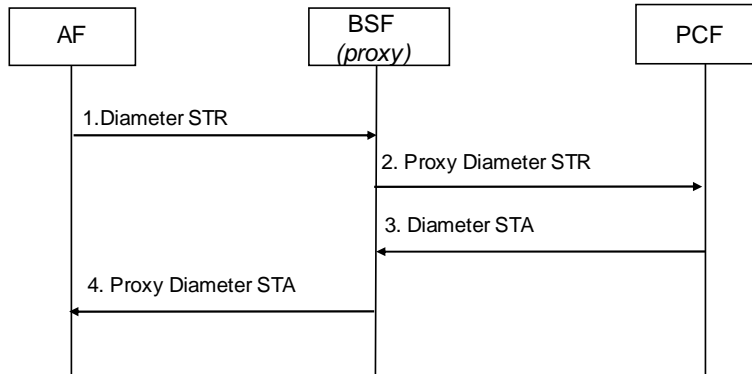 AF
BSF
(proxy)
PCF
1.Diameter STR
2. Proxy Diameter STR
3. Diameter STA
4. Proxy Diameter STA